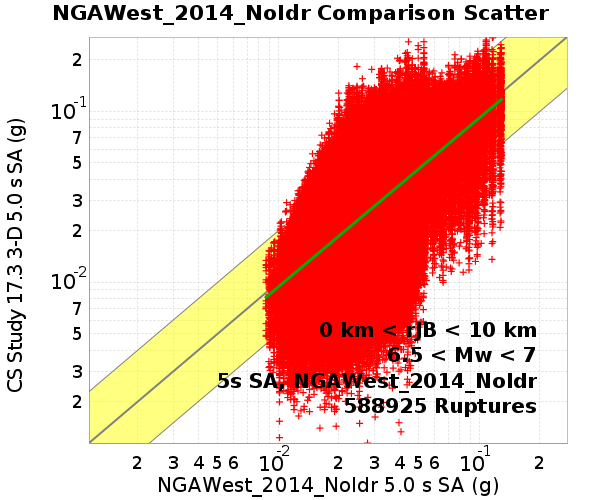 NGAWest_2014_NoIdr Comparison Scatter
CS Study 17.3 3-D 5.0 s SA (g)
2
10-1
7
5
3
2
10-2
7
5
3
2
0 km < rJB < 10 km
6.5 < Mw < 7
5s SA, NGAWest_2014_NoIdr
588925 Ruptures
2 3 4 5 6 10-2 2 3 4 5 6 10-1 2
NGAWest_2014_NoIdr 5.0 s SA (g)